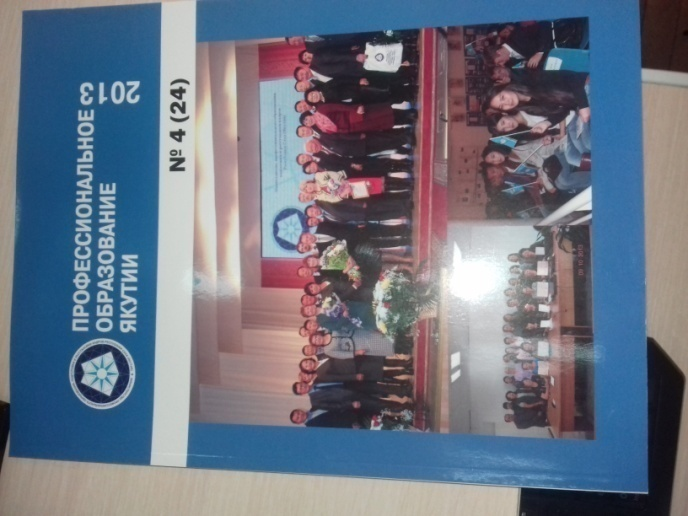 ПРОФЕССИОНАЛЬНОЕ
ОБРАЗОВАНИЕ
ЯКУТИИ
2013
№ 4 (24)